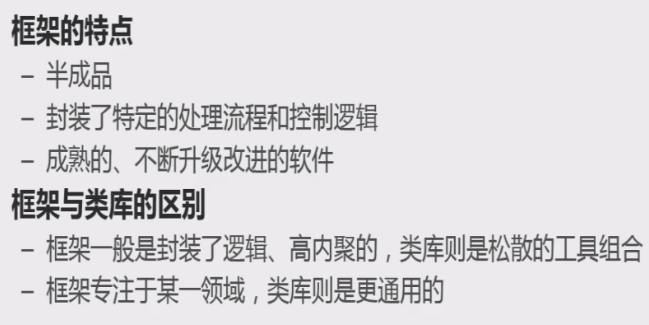 框架的特点
– 半成品
– 封装了特定的处理流程和控制逻辑
– 成熟的、不断升级改进的软件
框架与类库的区别
– 框架一般是封装了逻辑、高内聚的，类库则是松散的工具组合
– 框架专注于某一领域，类库则是更通用的